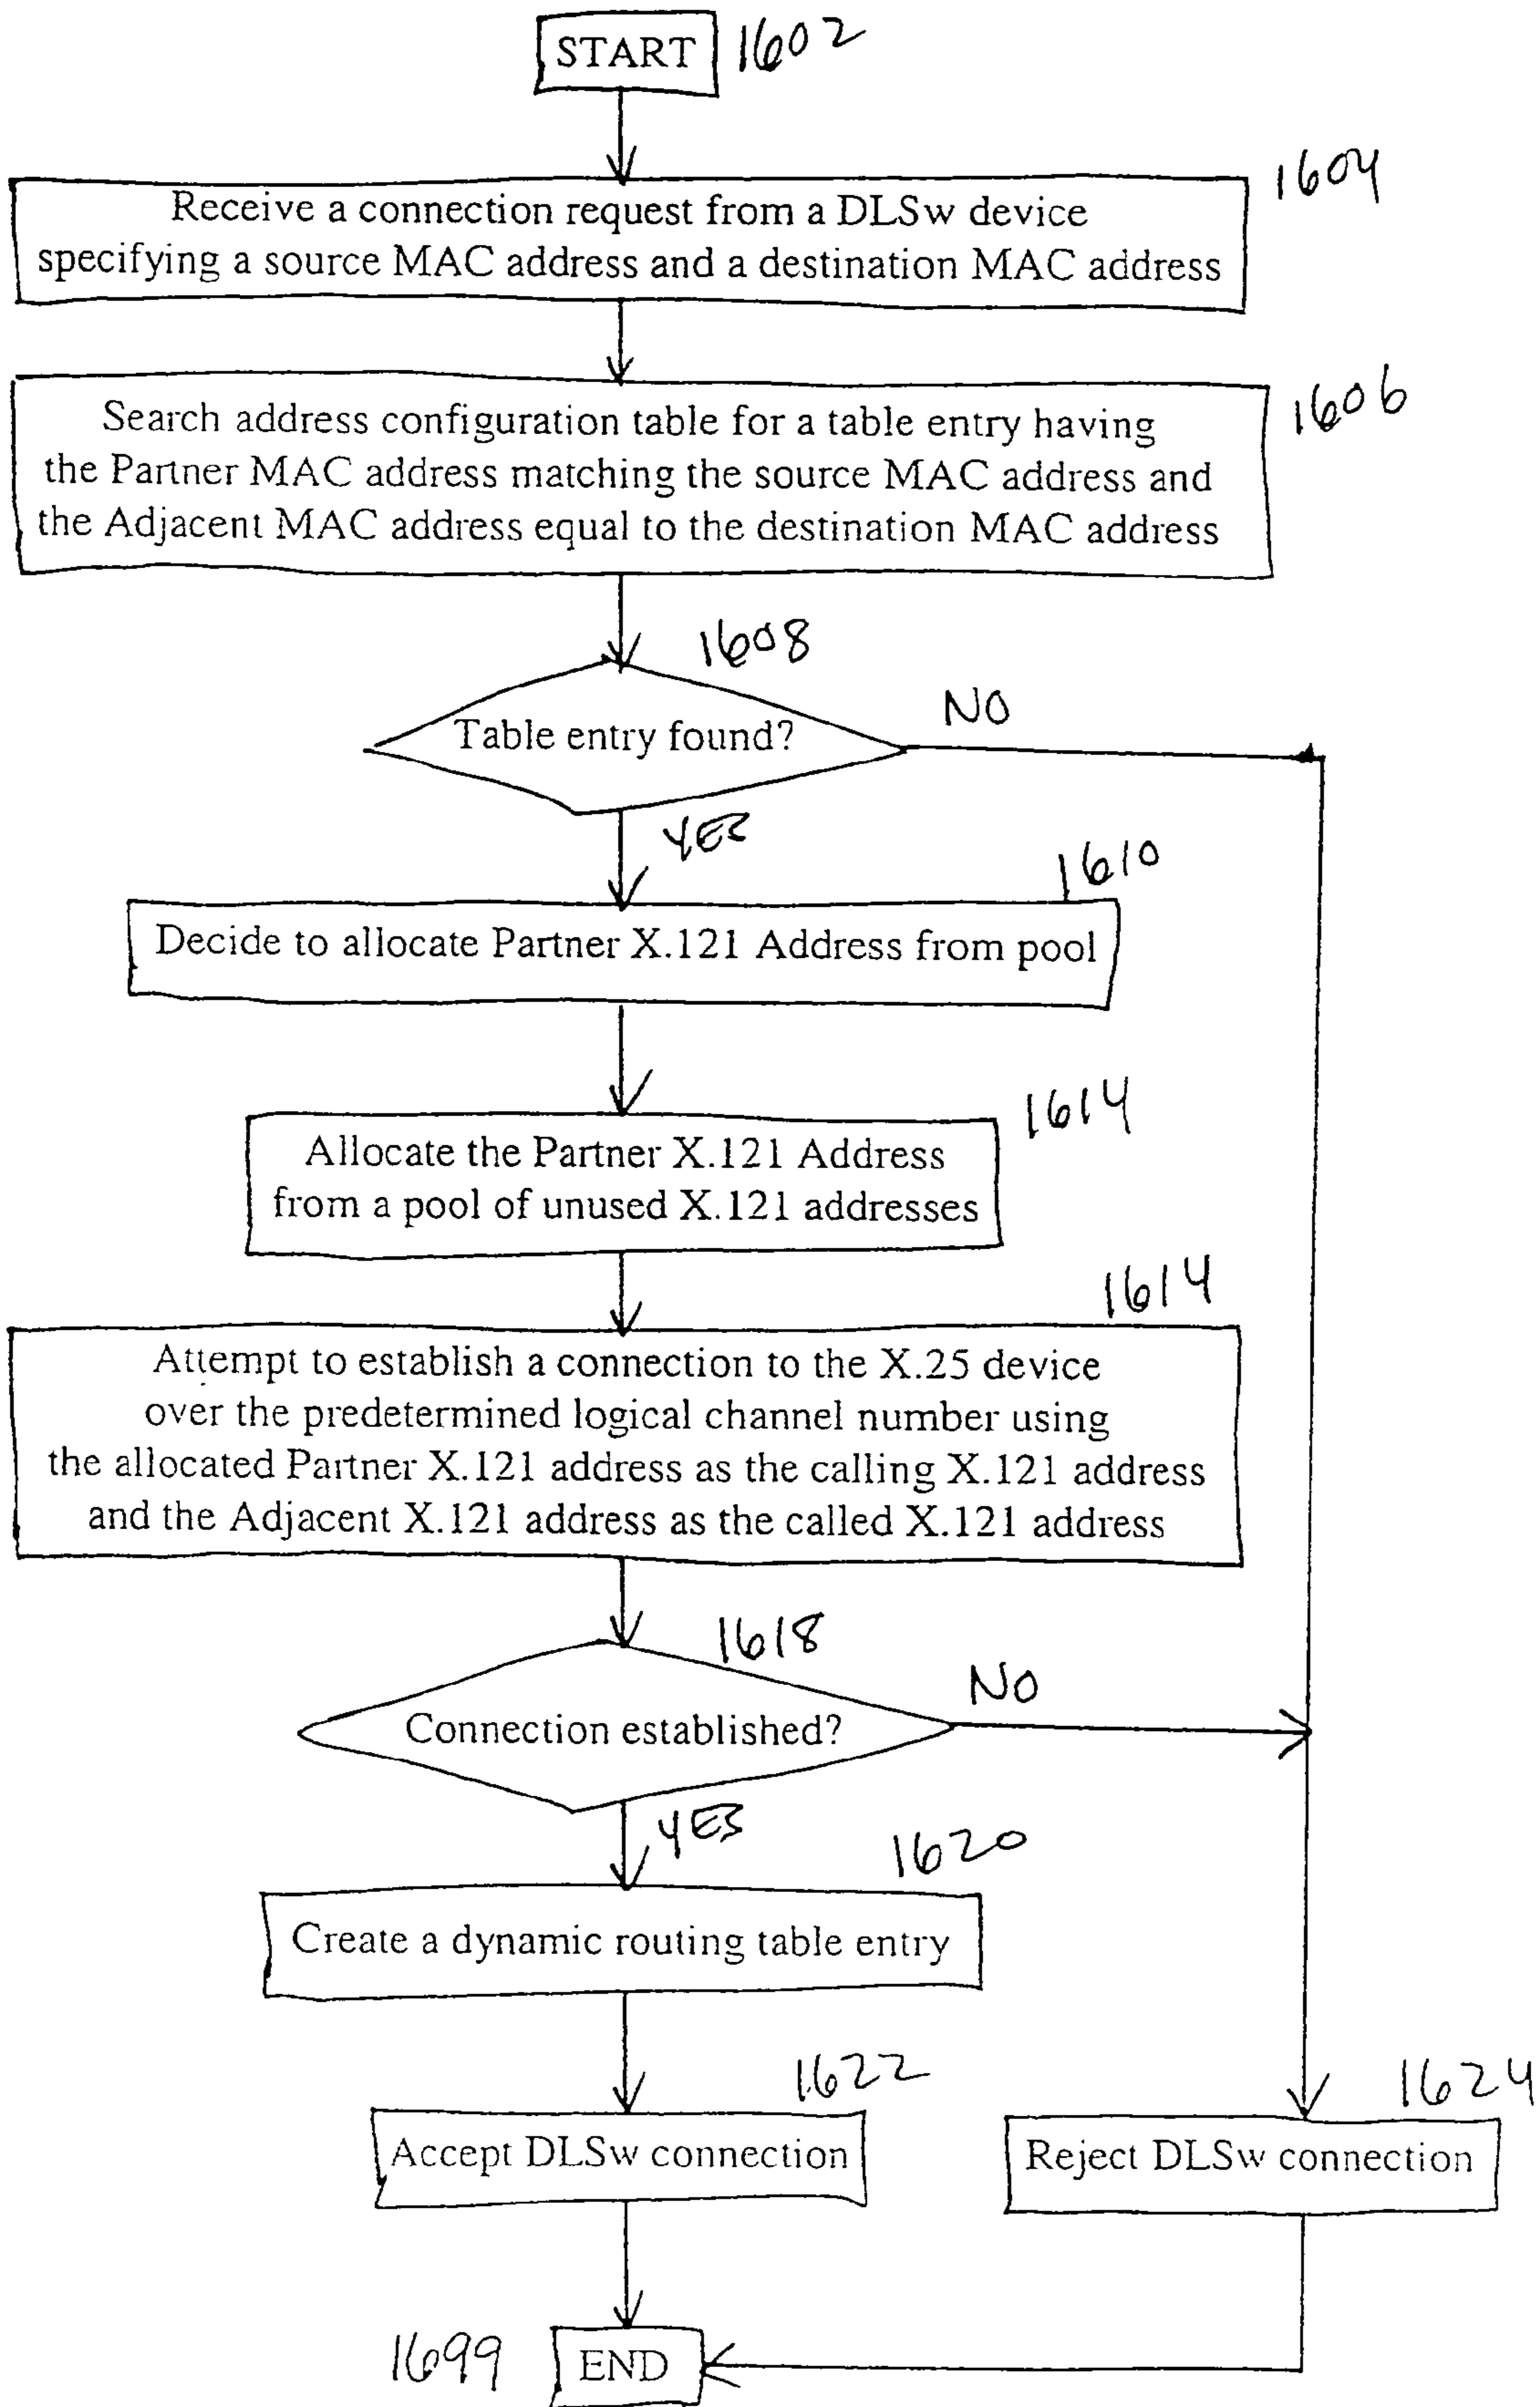 START 1602
1604
Receive a connection request from a DLSw device
specifying a source MAC address and a destination MAC address
1606
Search address configuration table for a table entry having
the Partner MAC address matching the source MAC address and
the Adjacent MAC address equal to the destination MAC address
1608
Table entry found?
NO
YES
1610
Decide to allocate Partner X.121 Address from pool
1614
Allocate the Partner X.121 Address
from a pool of unused X.121 addresses
1614
Attempt to establish a connection to the X.25 device
over the predetermined logical channel number using
the allocated Partner X.121 address as the calling X.121 address
and the Adjacent X.121 address as the called X.121 address
1618
Connection established?
NO
YES
1620
Create a dynamic routing table entry
1622
Accept DLSw connection
1624
Reject DLSw connection
1699 END